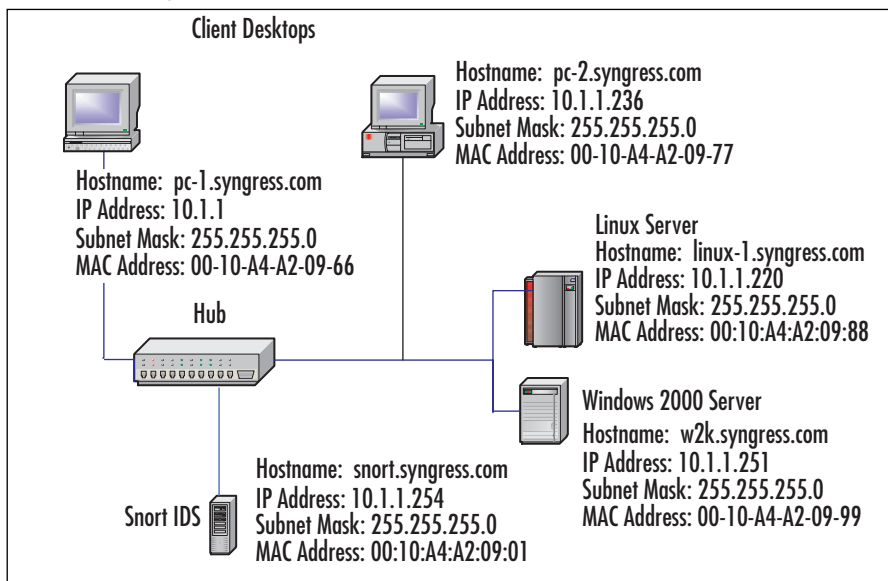 Client Desktops
Hostname: pc-1.syngress.com
IP Address: 10.1.1
Subnet Mask: 255.255.255.0
MAC Address: 00-10-A4-A2-09-66
Hostname: pc-2.syngress.com
IP Address: 10.1.1.236
Subnet Mask: 255.255.255.0
MAC Address: 00-10-A4-A2-09-77
Linux Server
Hostname: linux-1.syngress.com
IP Address: 10.1.1.220
Subnet Mask: 255.255.255.0
MAC Address: 00:10:A4:A2:09:88
Hub
Windows 2000 Server
Hostname: w2k.syngress.com
IP Address: 10.1.1.251
Subnet Mask: 255.255.255.0
MAC Address: 00-10-A4-A2-09-99
Snort IDS
Hostname: snort.syngress.com
IP Address: 10.1.1.254
Subnet Mask: 255.255.255.0
MAC Address: 00:10:A4:A2:09:01